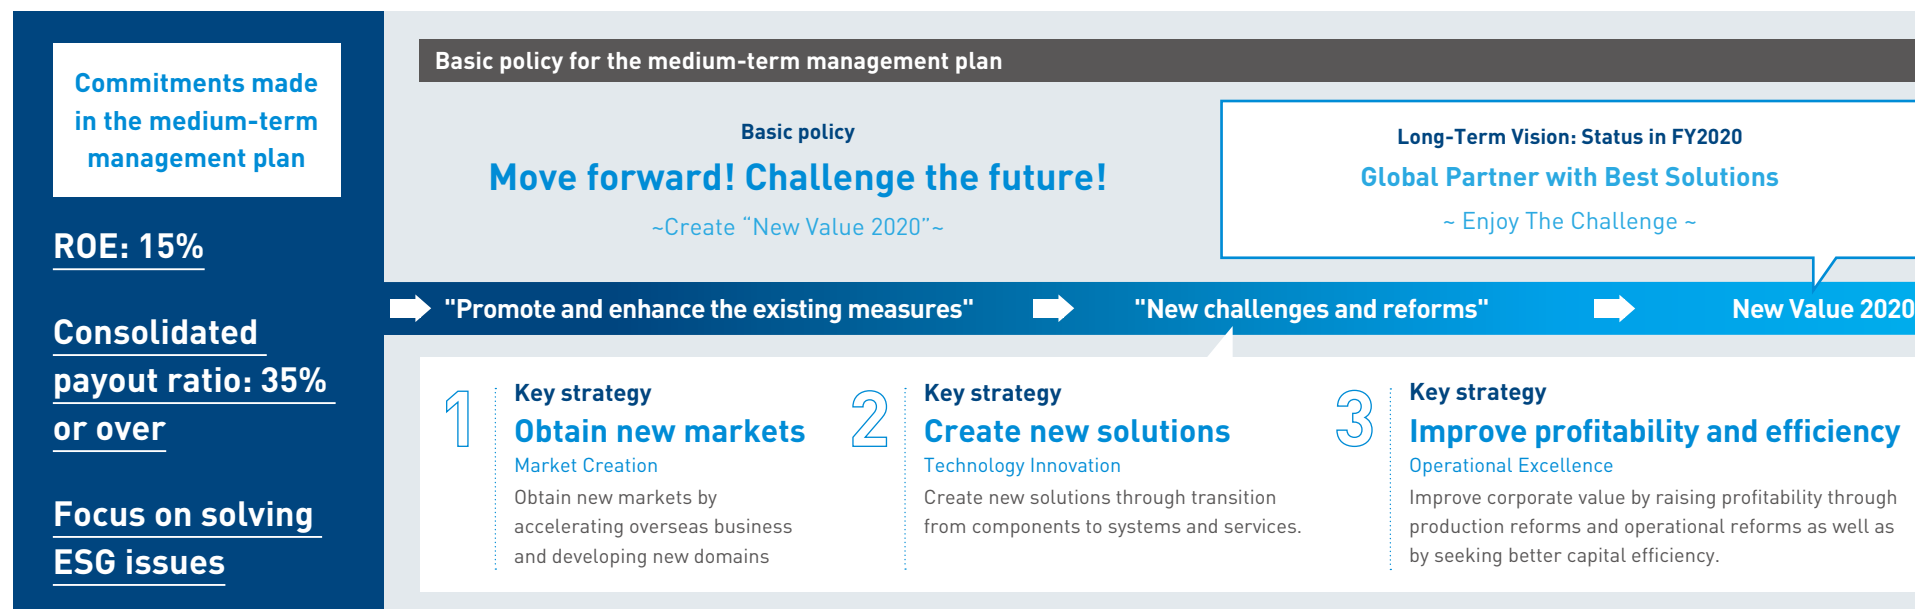 Commitments made
in the medium-term
management plan
ROE: 15%
Consolidated
payout ratio: 35%
or over
Focus on solving
ESG issues
Basic policy for the medium-term management plan
Basic policy
Move forward! Challenge the future!
~Create “New Value 2020”~
Long-Term Vision: Status in FY2020
Global Partner with Best Solutions
~ Enjoy The Challenge ~
"Promote and enhance the existing measures"
"New challenges and reforms"
New Value 2020
1
Key strategy
Obtain new markets
Market Creation
Obtain new markets by
accelerating overseas business
and developing new domains
2
Key strategy
Create new solutions
Technology Innovation
Create new solutions through transition
from components to systems and services.
3
Key strategy
Improve profitability and efficiency
Operational Excellence
Improve corporate value by raising profitability through
production reforms and operational reforms as well as
by seeking better capital efficiency.